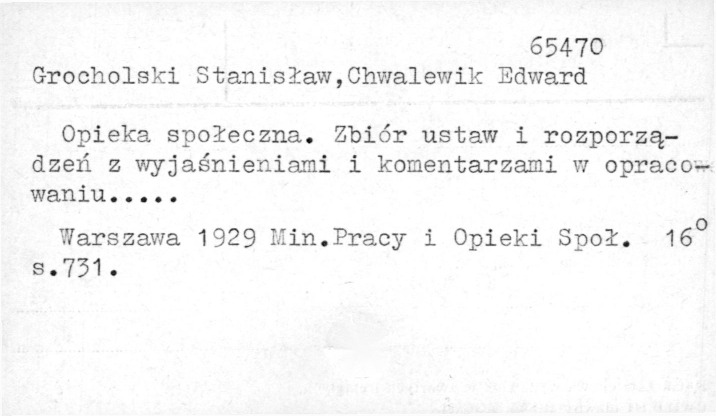 65470
Grocholski Stanisław,Chwalewik Edward
Opieka społeczna. Zbiór ustaw i rozporzą-
dzeń z wyjaśnieniami i komentarzami w opraco-
waniu.....
Warszawa 1929 Min.Pracy i Opieki Społ. 16°
s.731.